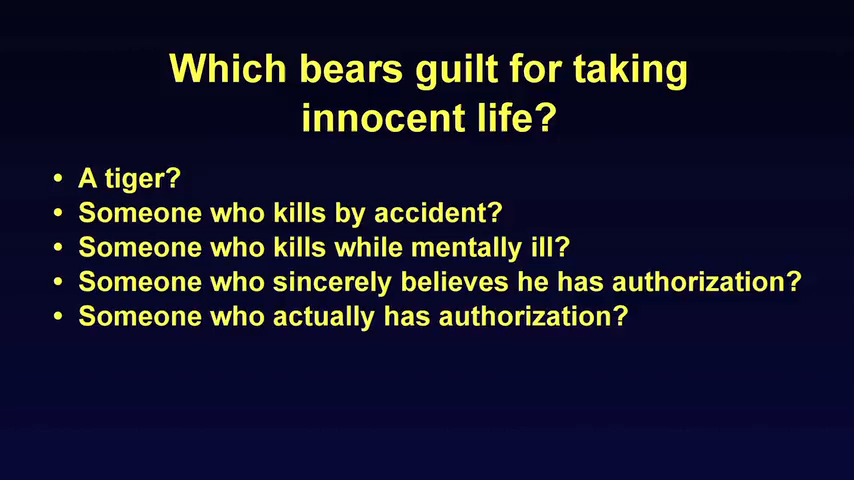 Which bears guilt for taking
innocent life?
• A tiger?
• Someone who kills by accident?
• Someone who kills while mentally ill?
• Someone who sincerely believes he has authorization?
• Someone who actually has authorization?